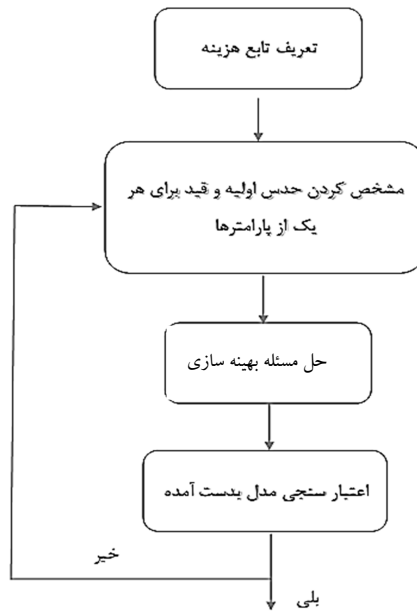 تعریف تابع هزینه
مشخص کردن حدس اولیه و قید برای هر
یک از پارامترها
حل مسئله بهینه سازی
اعتبار سنجی مدل بدست آمده
خیر
بلی